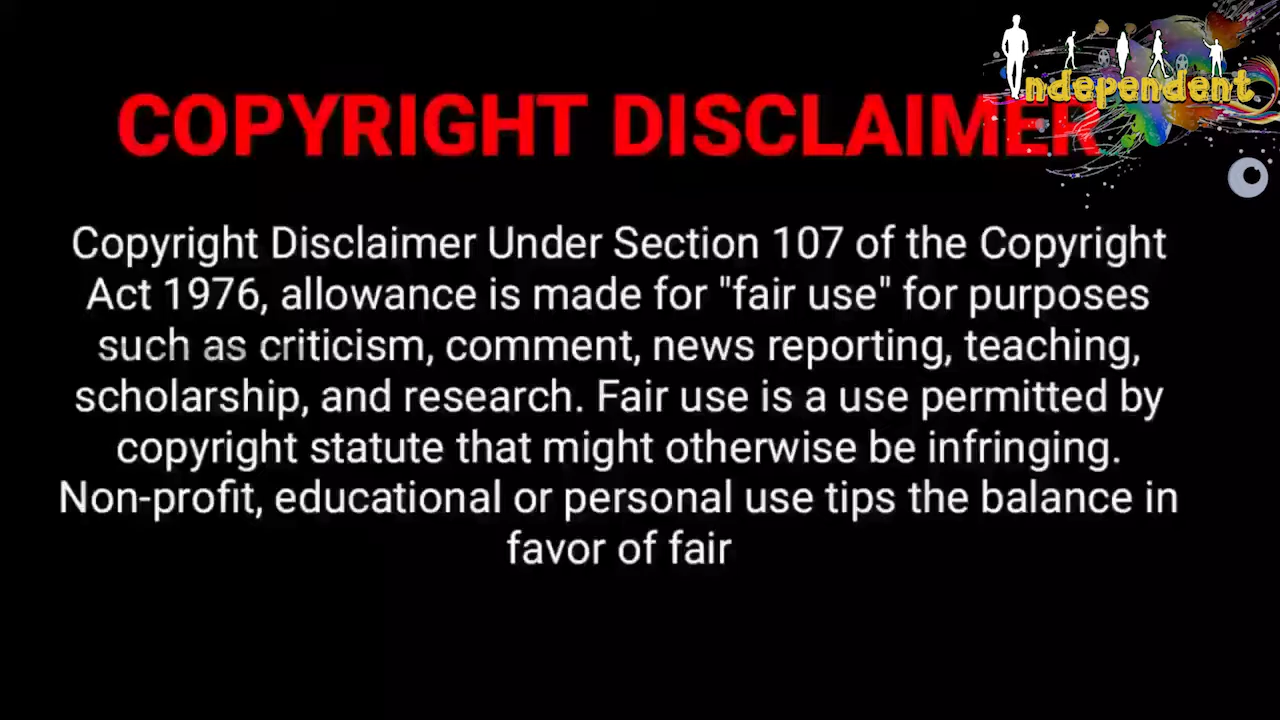 COPYRIGHT DISCLAIMER
Independent
Copyright Disclaimer Under Section 107 of the Copyright
Act 1976, allowance is made for "fair use" for purposes
such as criticism, comment, news reporting, teaching,
scholarship, and research. Fair use is a use permitted by
copyright statute that might otherwise be infringing.
Non-profit, educational or personal use tips the balance in
favor of fair